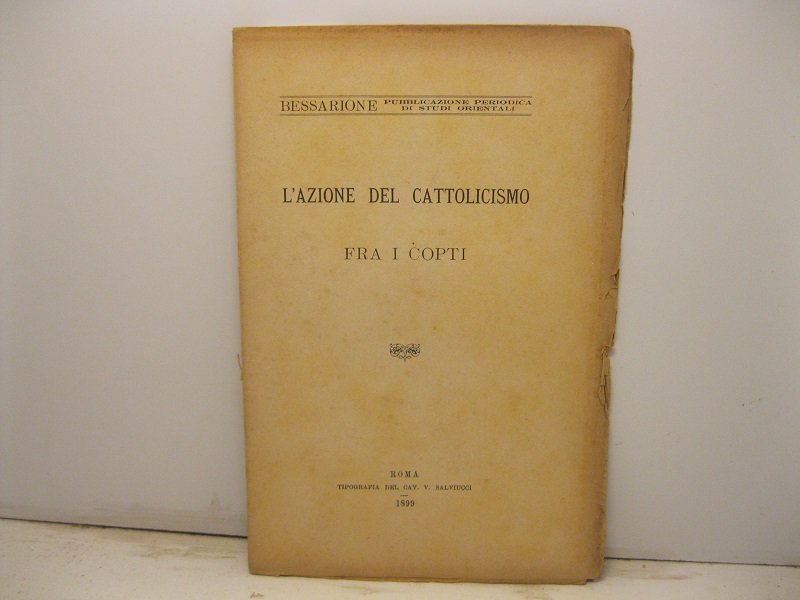 BESSARIONE PUBBLICAZIONE PERIODICA
DI STUDI ORIENTALI
L'AZIONE DEL CATTOLICISMO
FRA I COPTI
ROMA
TIPOGRAFIA DEL CAV. V. SALVIUCCI
1899